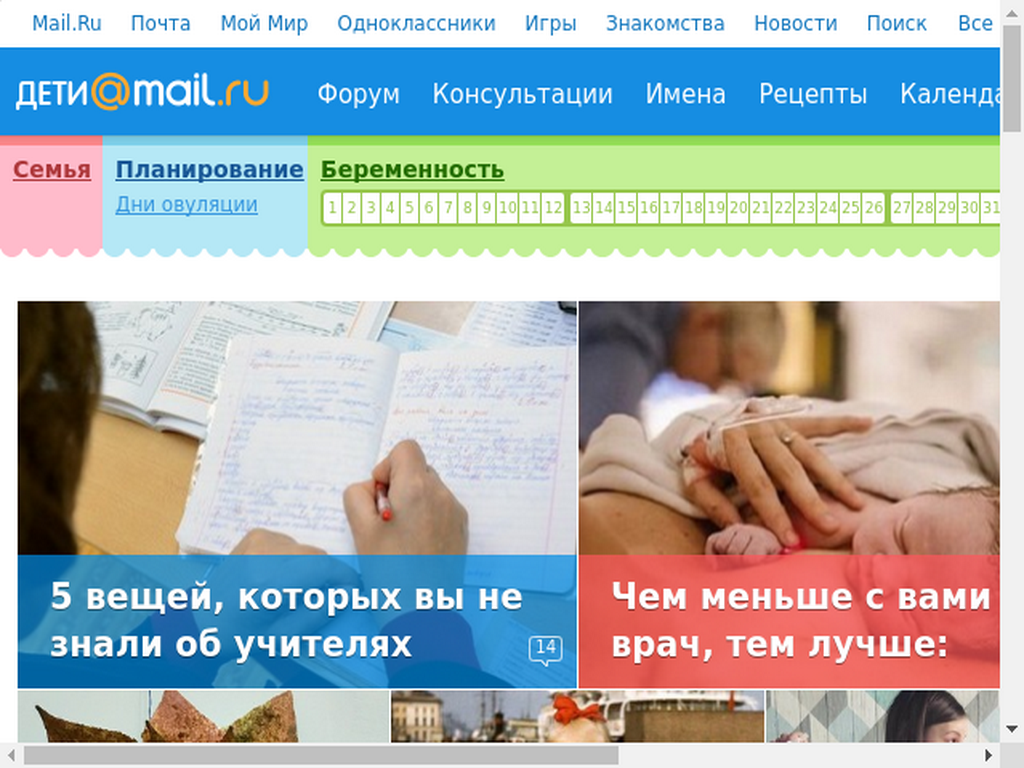 Mail.Ru Почта Мой Мир Одноклассники Игры Знакомства Новости Поиск Все
дети@mail.ru Форум Консультации Имена Рецепты Календа
Семья Планирование Беременность
Дни овуляции 1 2 3 4 5 6 7 8 9 10 11 12 13 14 15 16 17 18 19 20 21 22 23 24 25 26 27 28 29 30 31
5 вещей, которых вы не
знали об учителях
14
Чем меньше с вами
врач, тем лучше: